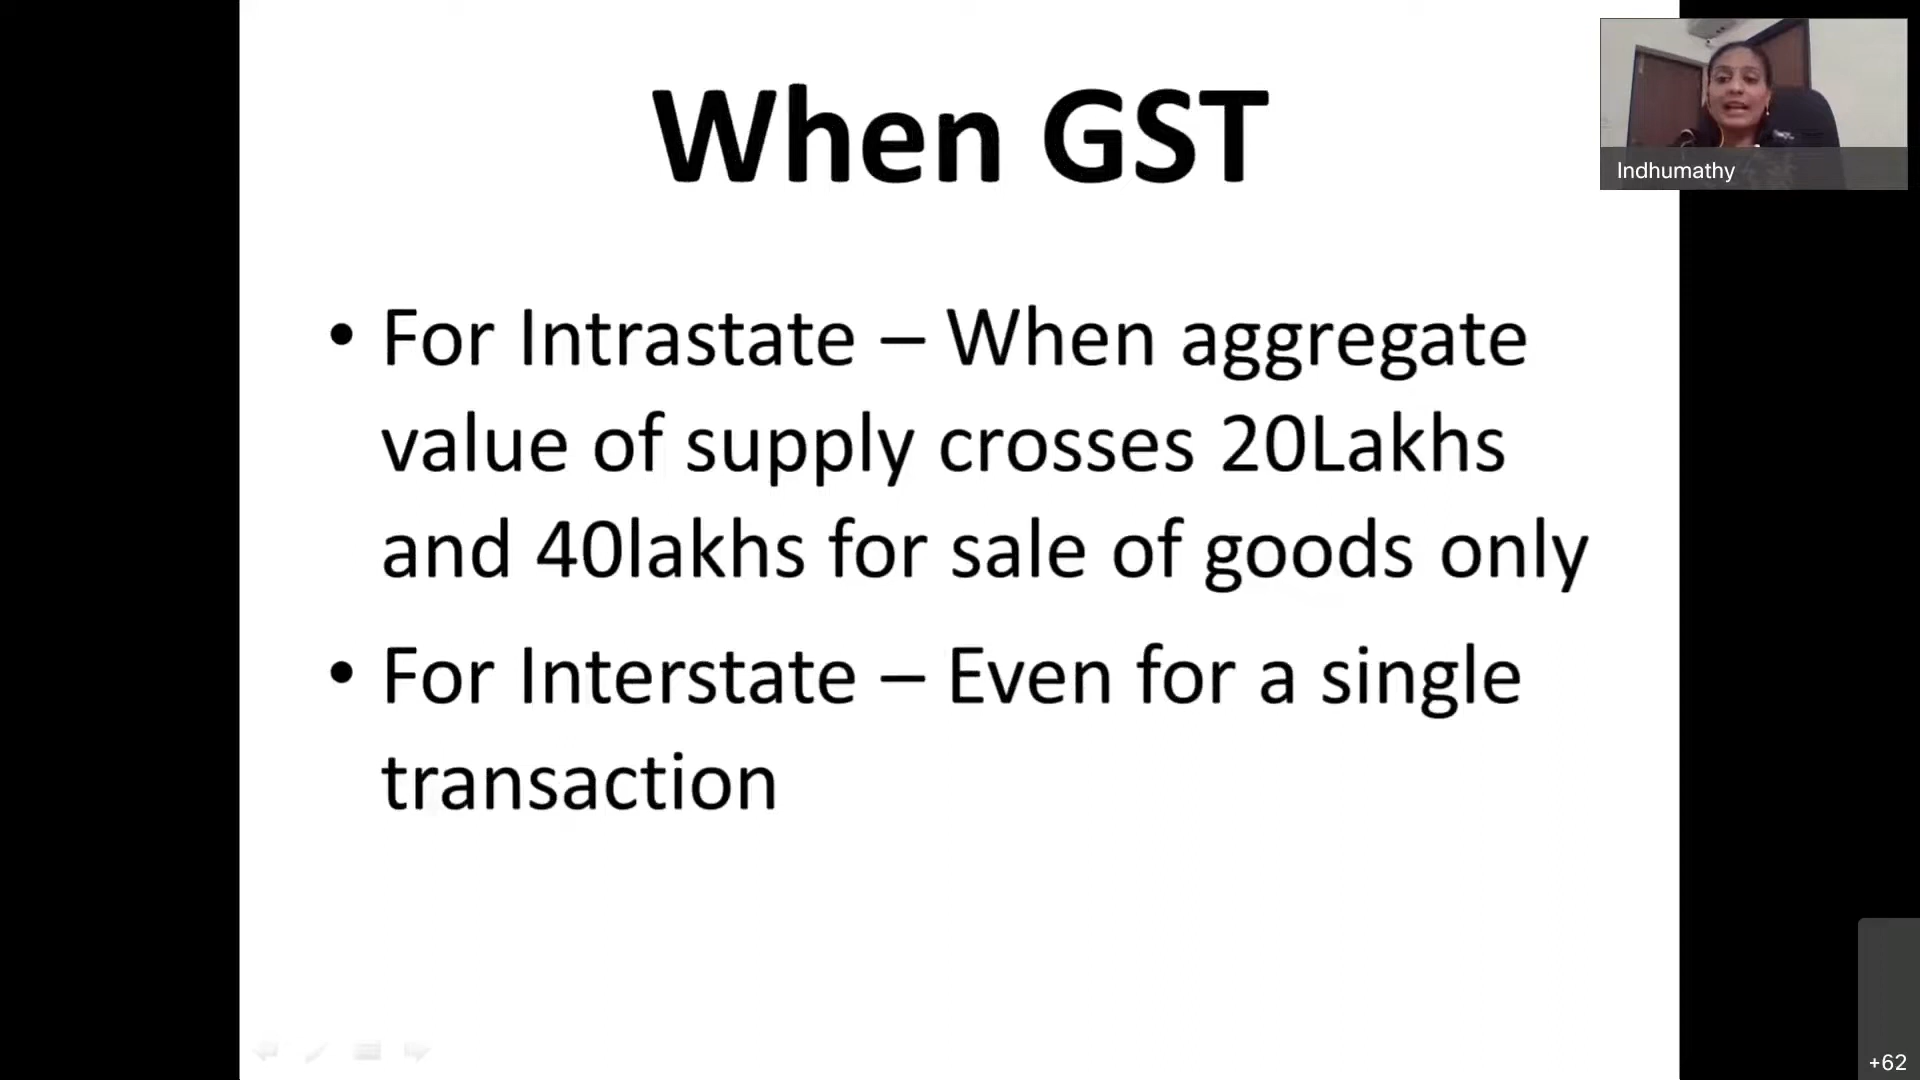 When GST
Indhumathy
• For Intrastate – When aggregate
value of supply crosses 20Lakhs
and 40lakhs for sale of goods only
• For Interstate – Even for a single
transaction
+62